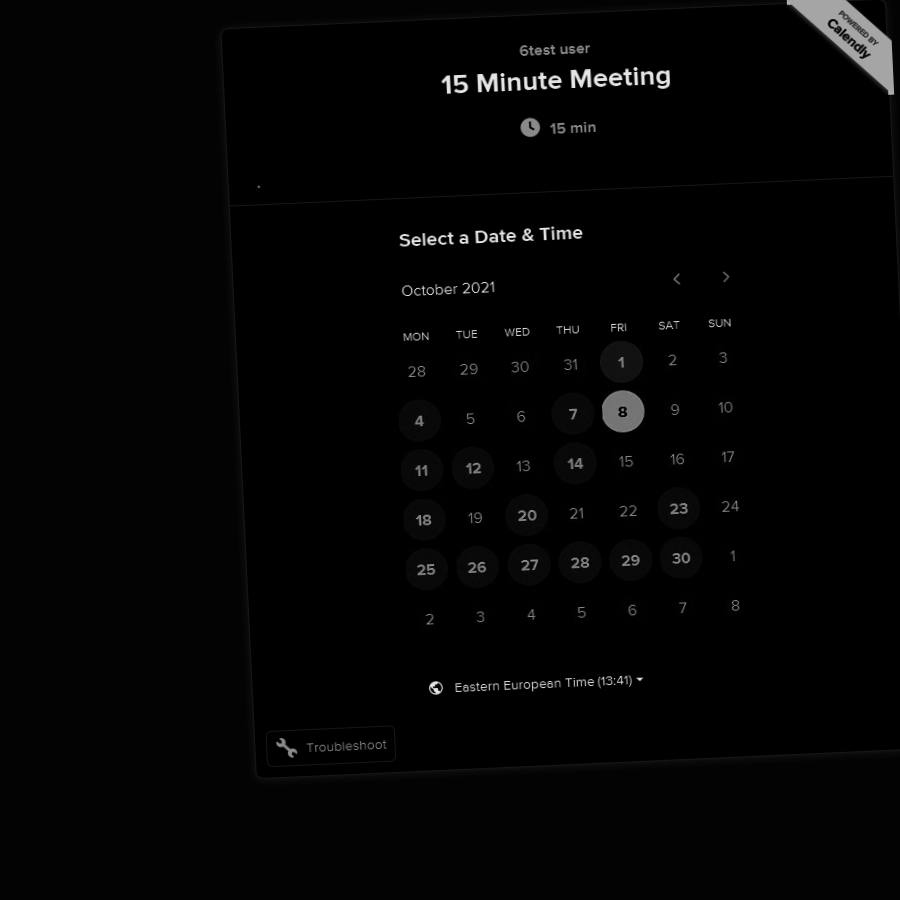 POWERED BY
Calendly
6test user
15 Minute Meeting
15 min
Select a Date & Time
October 2021
MON TUE WED THU FRI SAT SUN
28 29 30 31 1 2 3
4 5 6 7 8 9 10
11 12 13 14 15 16 17
18 19 20 21 22 23 24
25 26 27 28 29 30 1
2 3 4 5 6 7 8
Eastern European Time (13:41)
Troubleshoot